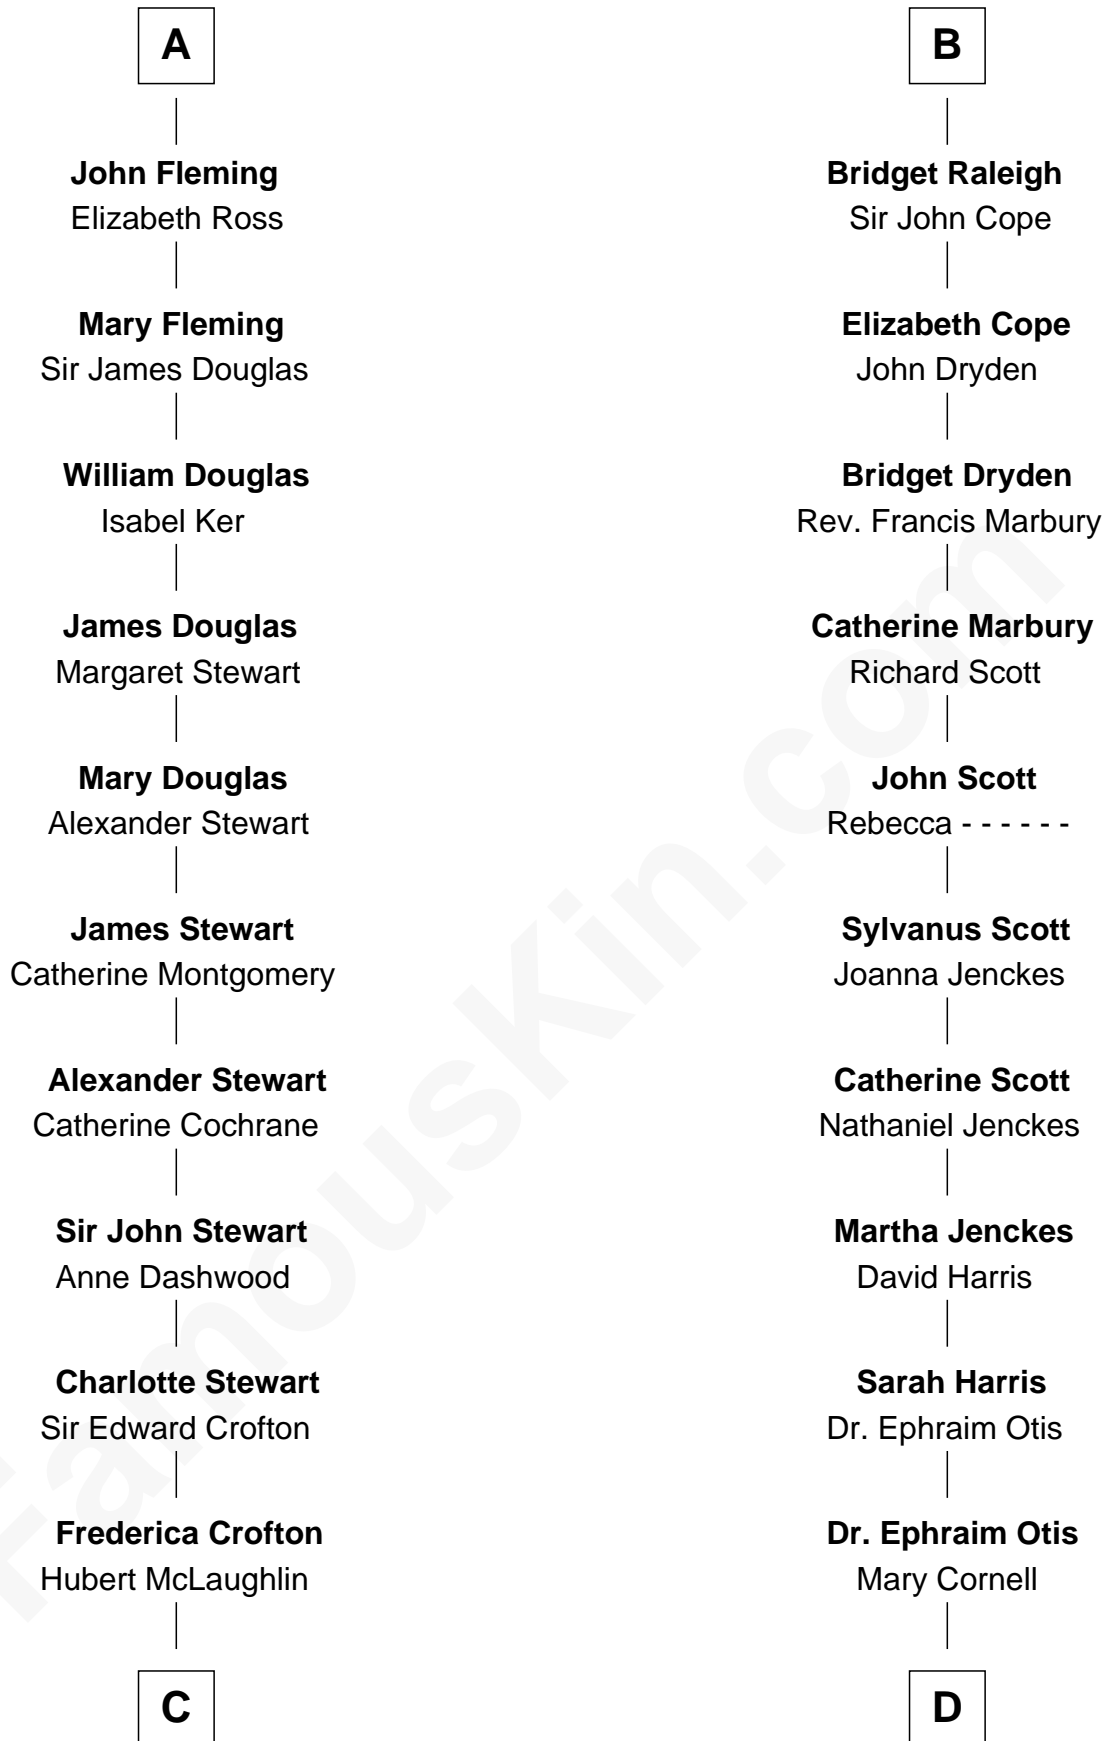 A
John Fleming
Elizabeth Ross
Mary Fleming
Sir James Douglas
William Douglas
Isabel Ker
James Douglas
Margaret Stewart
Mary Douglas
Alexander Stewart
James Stewart
Catherine Montgomery
Alexander Stewart
Catherine Cochrane
Sir John Stewart
Anne Dashwood
Charlotte Stewart
Sir Edward Crofton
Frederica Crofton
Hubert McLaughlin
C
B
Bridget Raleigh
Sir John Cope
Elizabeth Cope
John Dryden
Bridget Dryden
Rev. Francis Marbury
Catherine Marbury
Richard Scott
John Scott
Rebecca - - - - - -
Sylvanus Scott
Joanna Jenckes
Catherine Scott
Nathaniel Jenckes
Martha Jenckes
David Harris
Sarah Harris
Dr. Ephraim Otis
Dr. Ephraim Otis
Mary Cornell
D
FamousKin.com